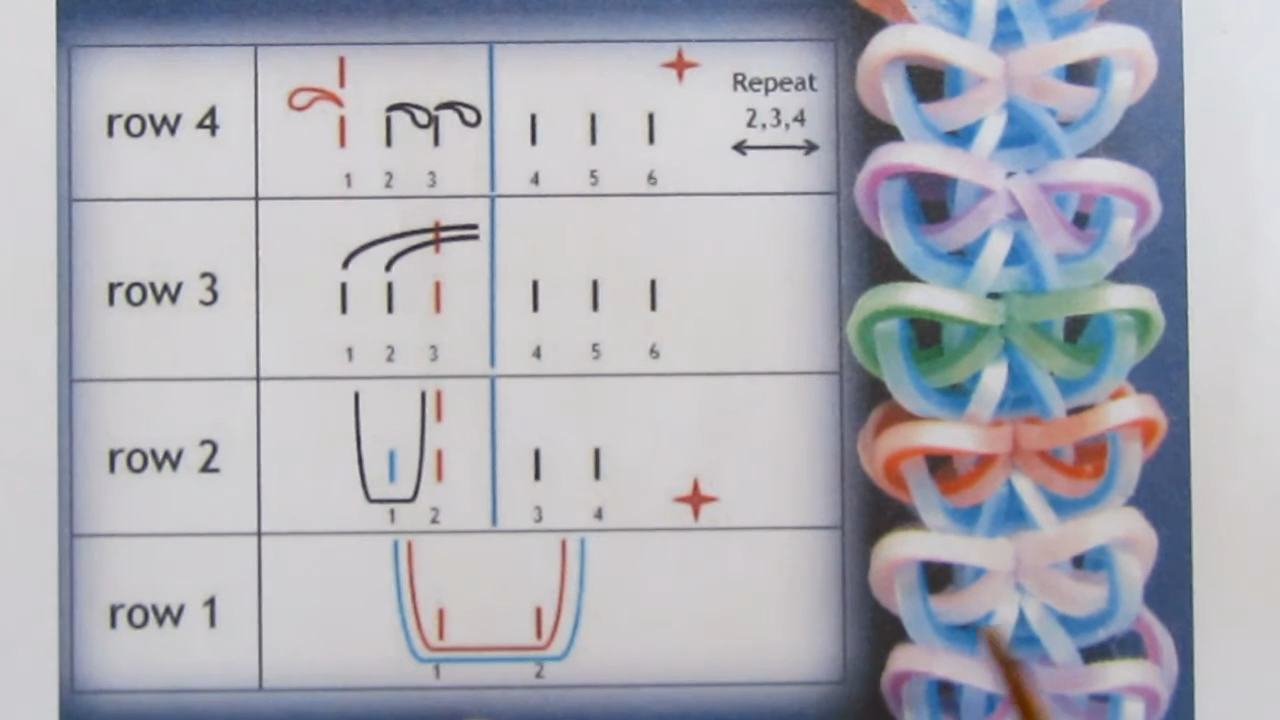 row 4
Repeat
2,3,4
1 2 3 4 5 6
row 3
1 2 3 4 5 6
row 2
1 2 3 4
row 1
1 2